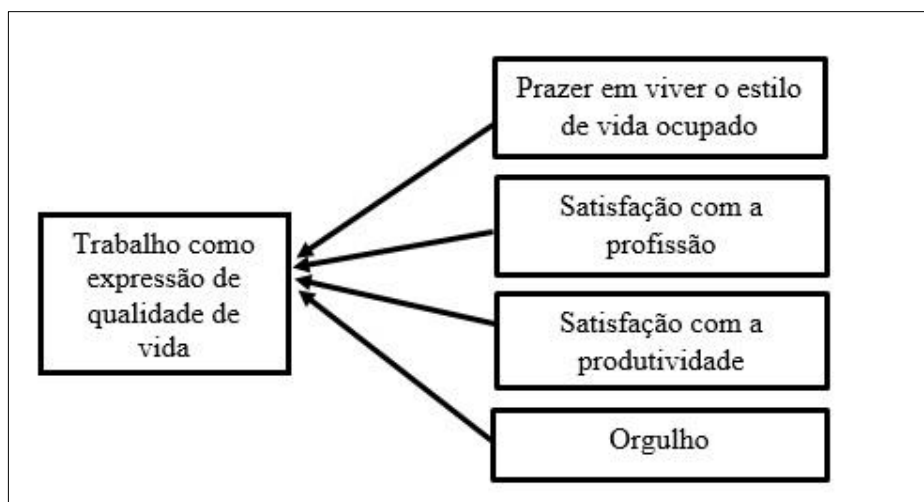 Prazer em viver o estilo
de vida ocupado
Satisfação com a
profissão
Trabalho como
expressão de
qualidade de
vida
Satisfação com a
produtividade
Orgulho